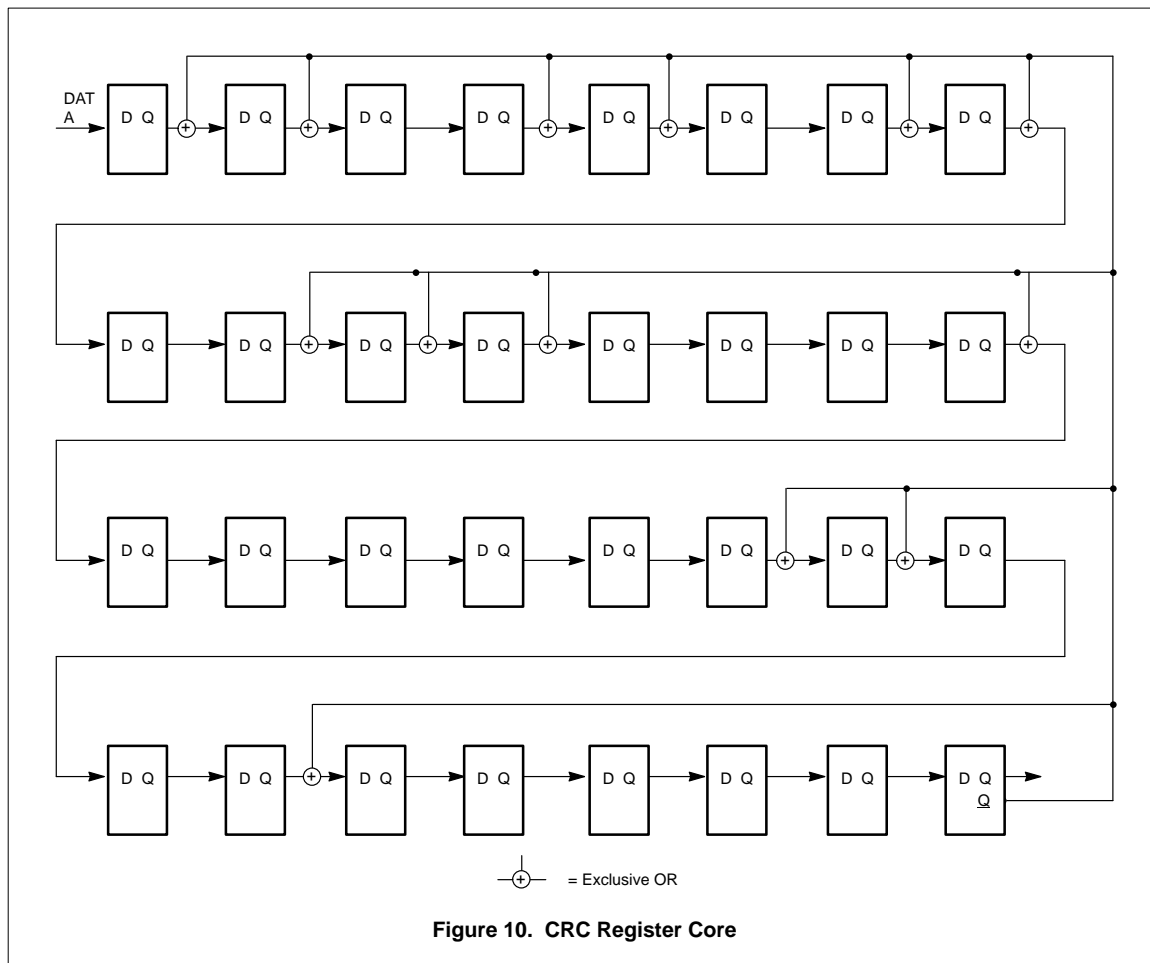 DAT
A
D Q D Q D Q D Q D Q D Q D Q D Q
D Q D Q D Q D Q D Q D Q D Q D Q
D Q D Q D Q D Q D Q D Q D Q D Q
D Q D Q D Q D Q D Q D Q D Q D Q
Q
= Exclusive OR
Figure 10. CRC Register Core